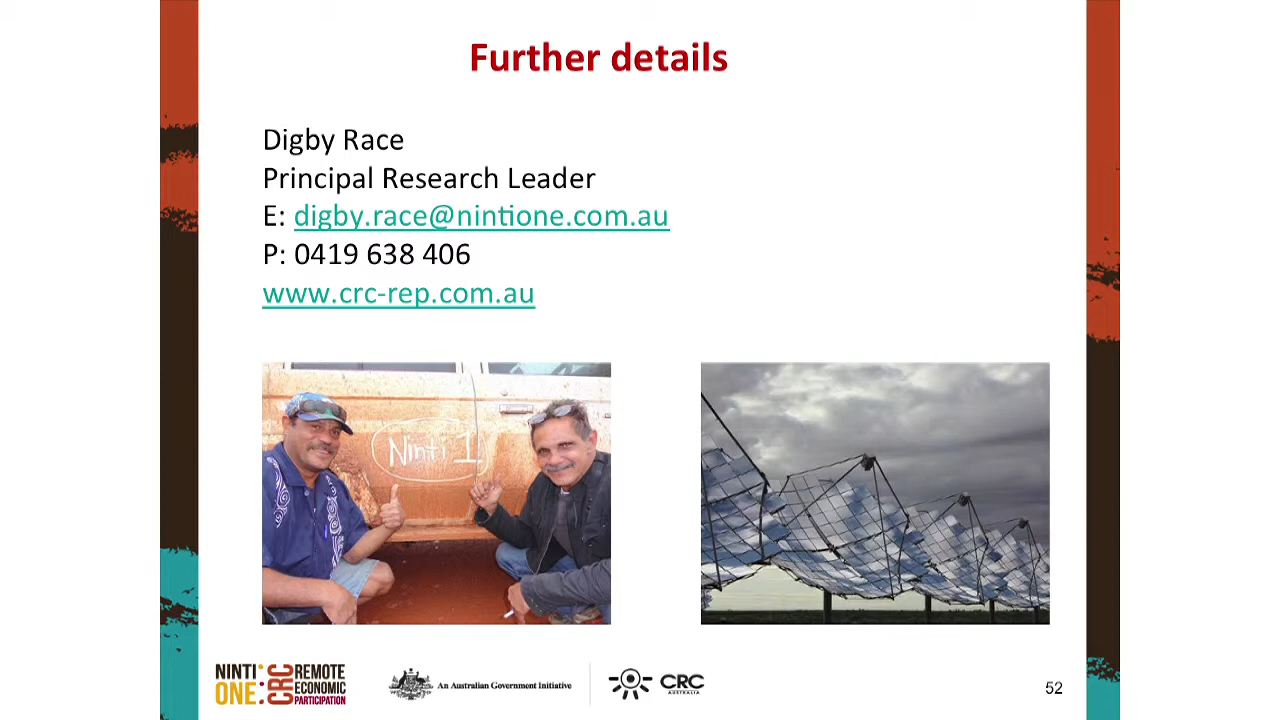 Further details
Digby Race
Principal Research Leader
E: digby.race@nintione.com.au
P: 0419 638 406
www.crc-rep.com.au
Ninti 1
NINTI ONE:
CRC
REMOTE
ECONOMIC
PARTICIPATION
An Australian Government Initiative
CRC
AUSTRALIA
52